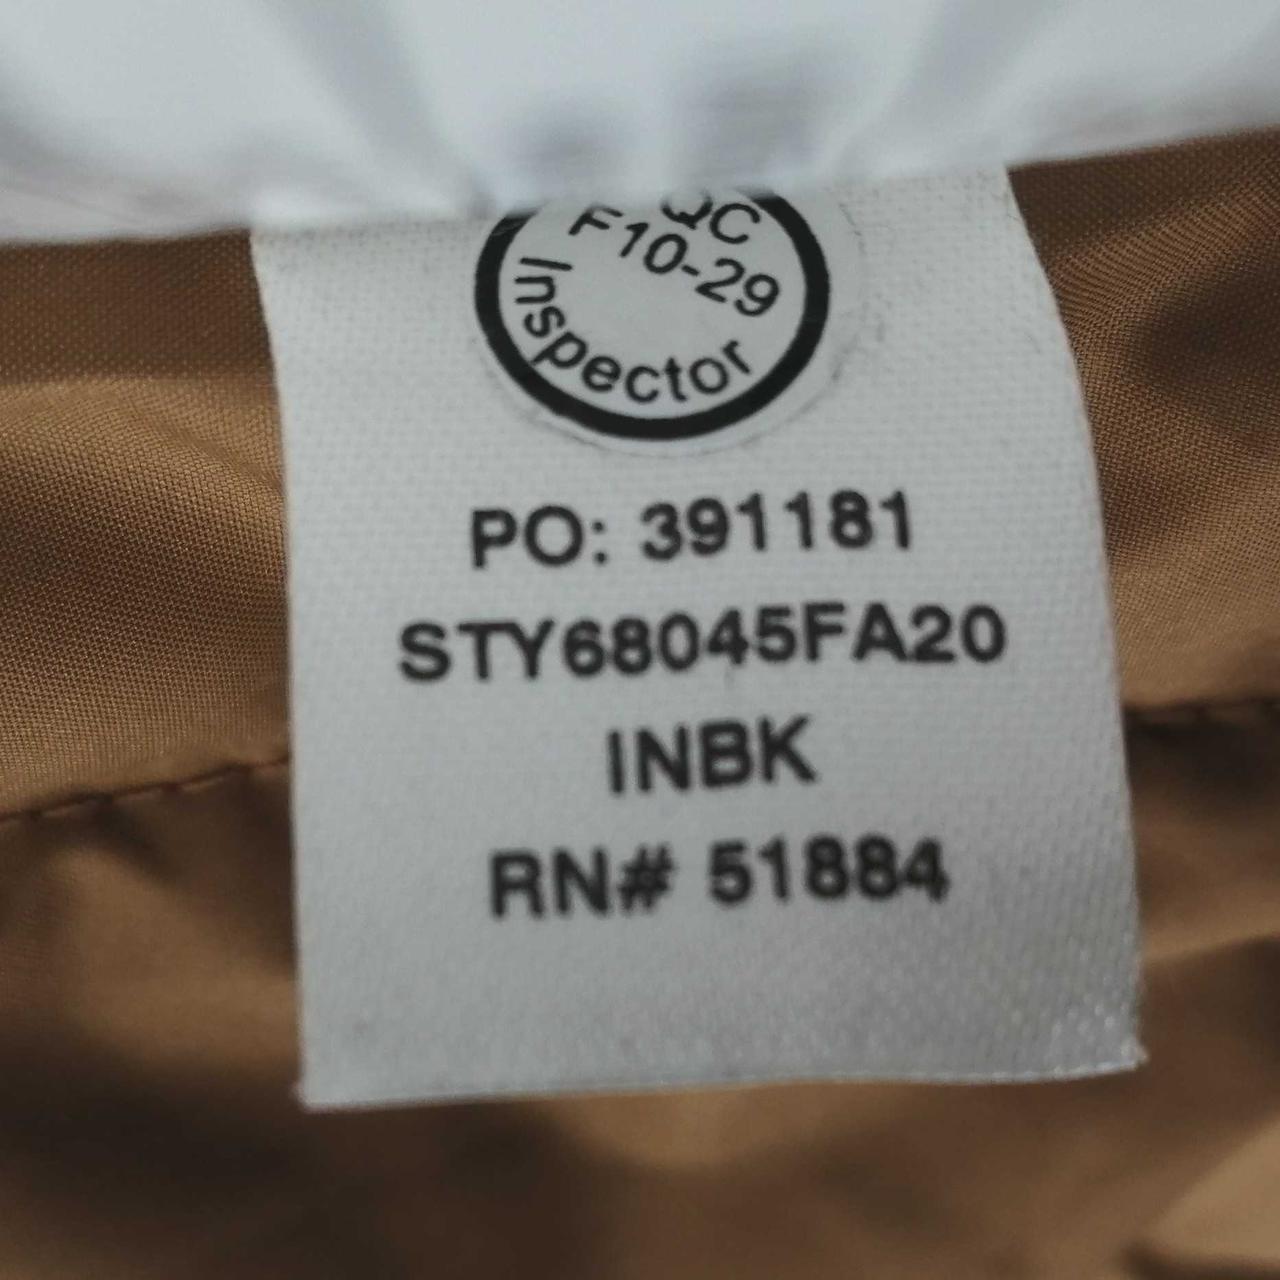 QC
F10-29
Inspector
PO: 391181
STY68045FA20
INBK
RN# 51884